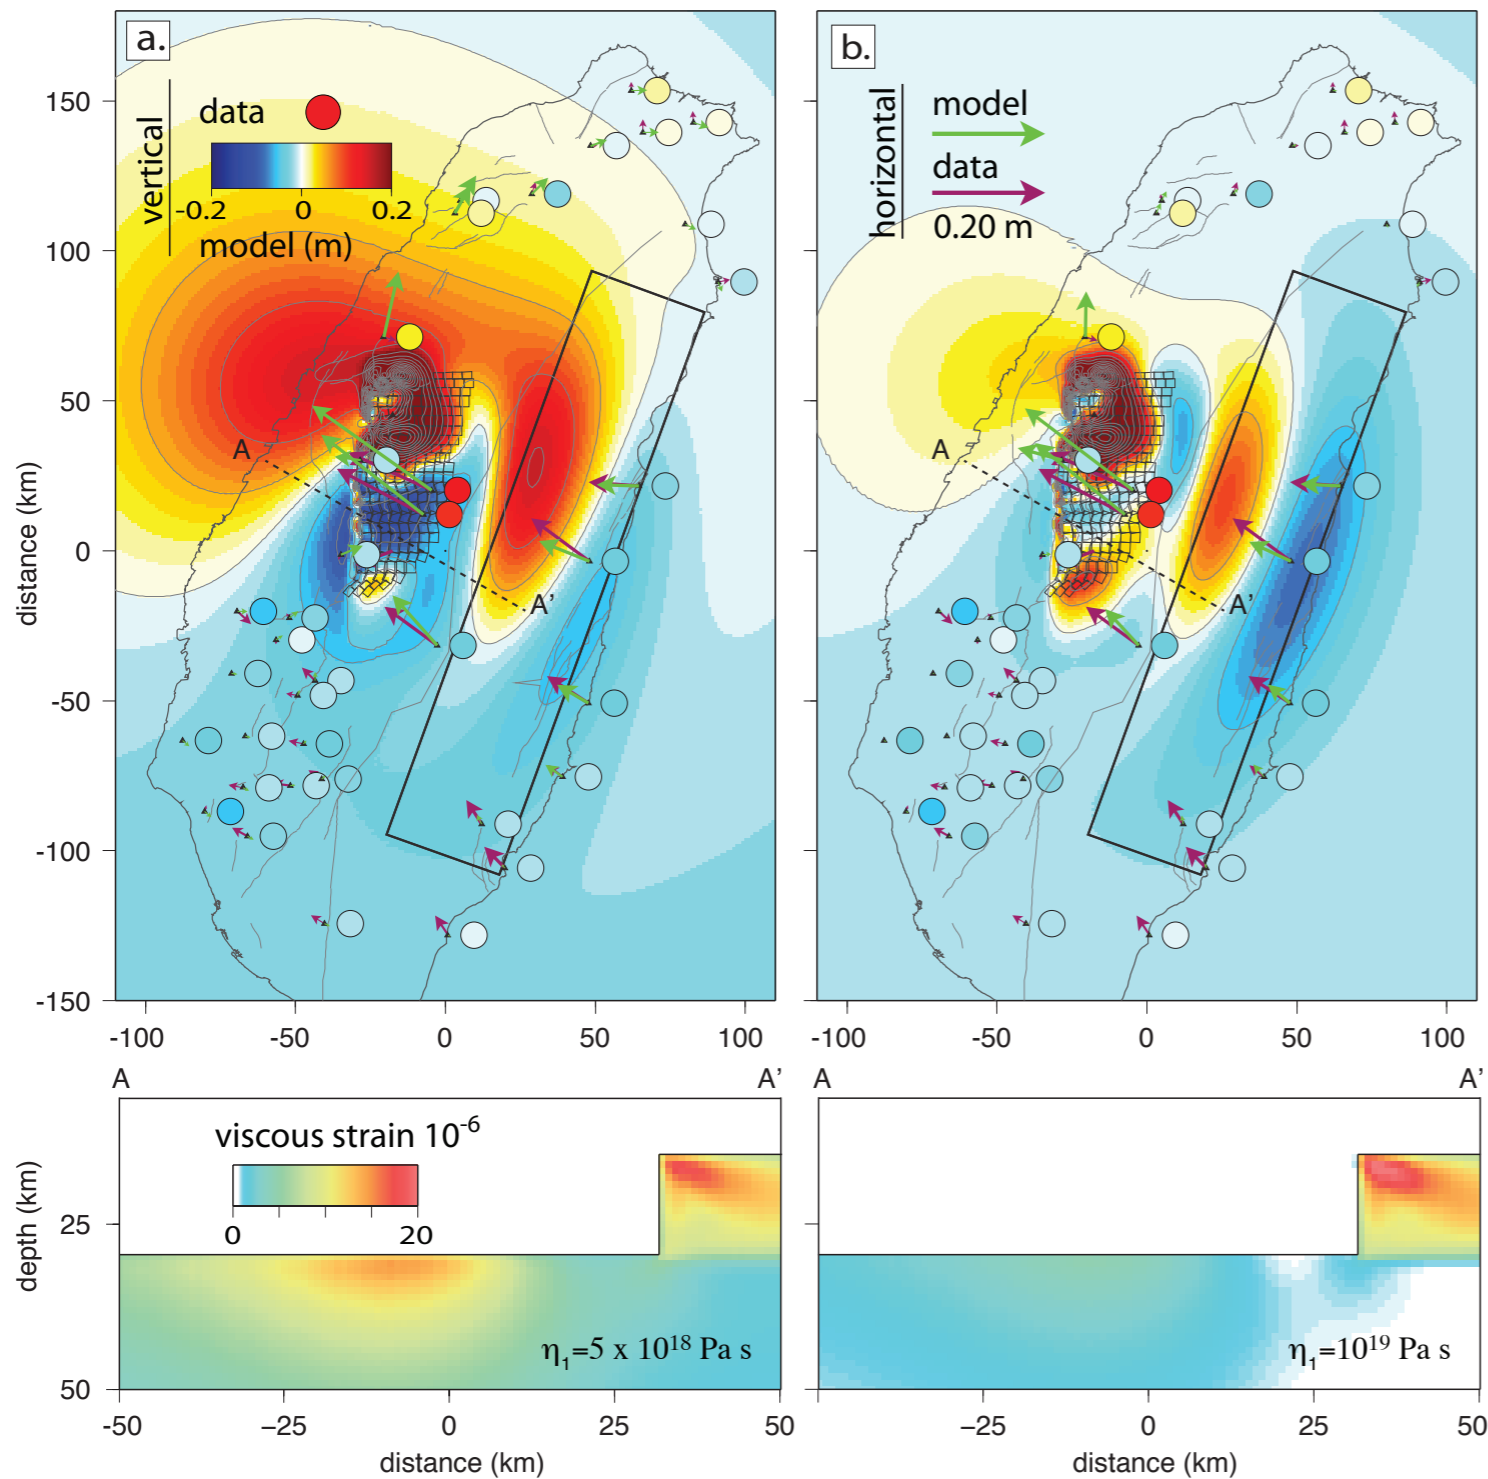 a.
vertical
data
-0.2 0 0.2
model (m)
A
A'
150
100
50
0
-50
-100
-150
distance (km)
-100 -50 0 50 100
b.
horizontal
model
data
0.20 m
A
A'
-100 -50 0 50 100
A A'
viscous strain 10-6
0 20
25
50
depth (km)
η1=5 x 1018 Pa s
-50 −25 0 25 50
distance (km)
A A'
η1=1019 Pa s
−25 0 25 50
distance (km)